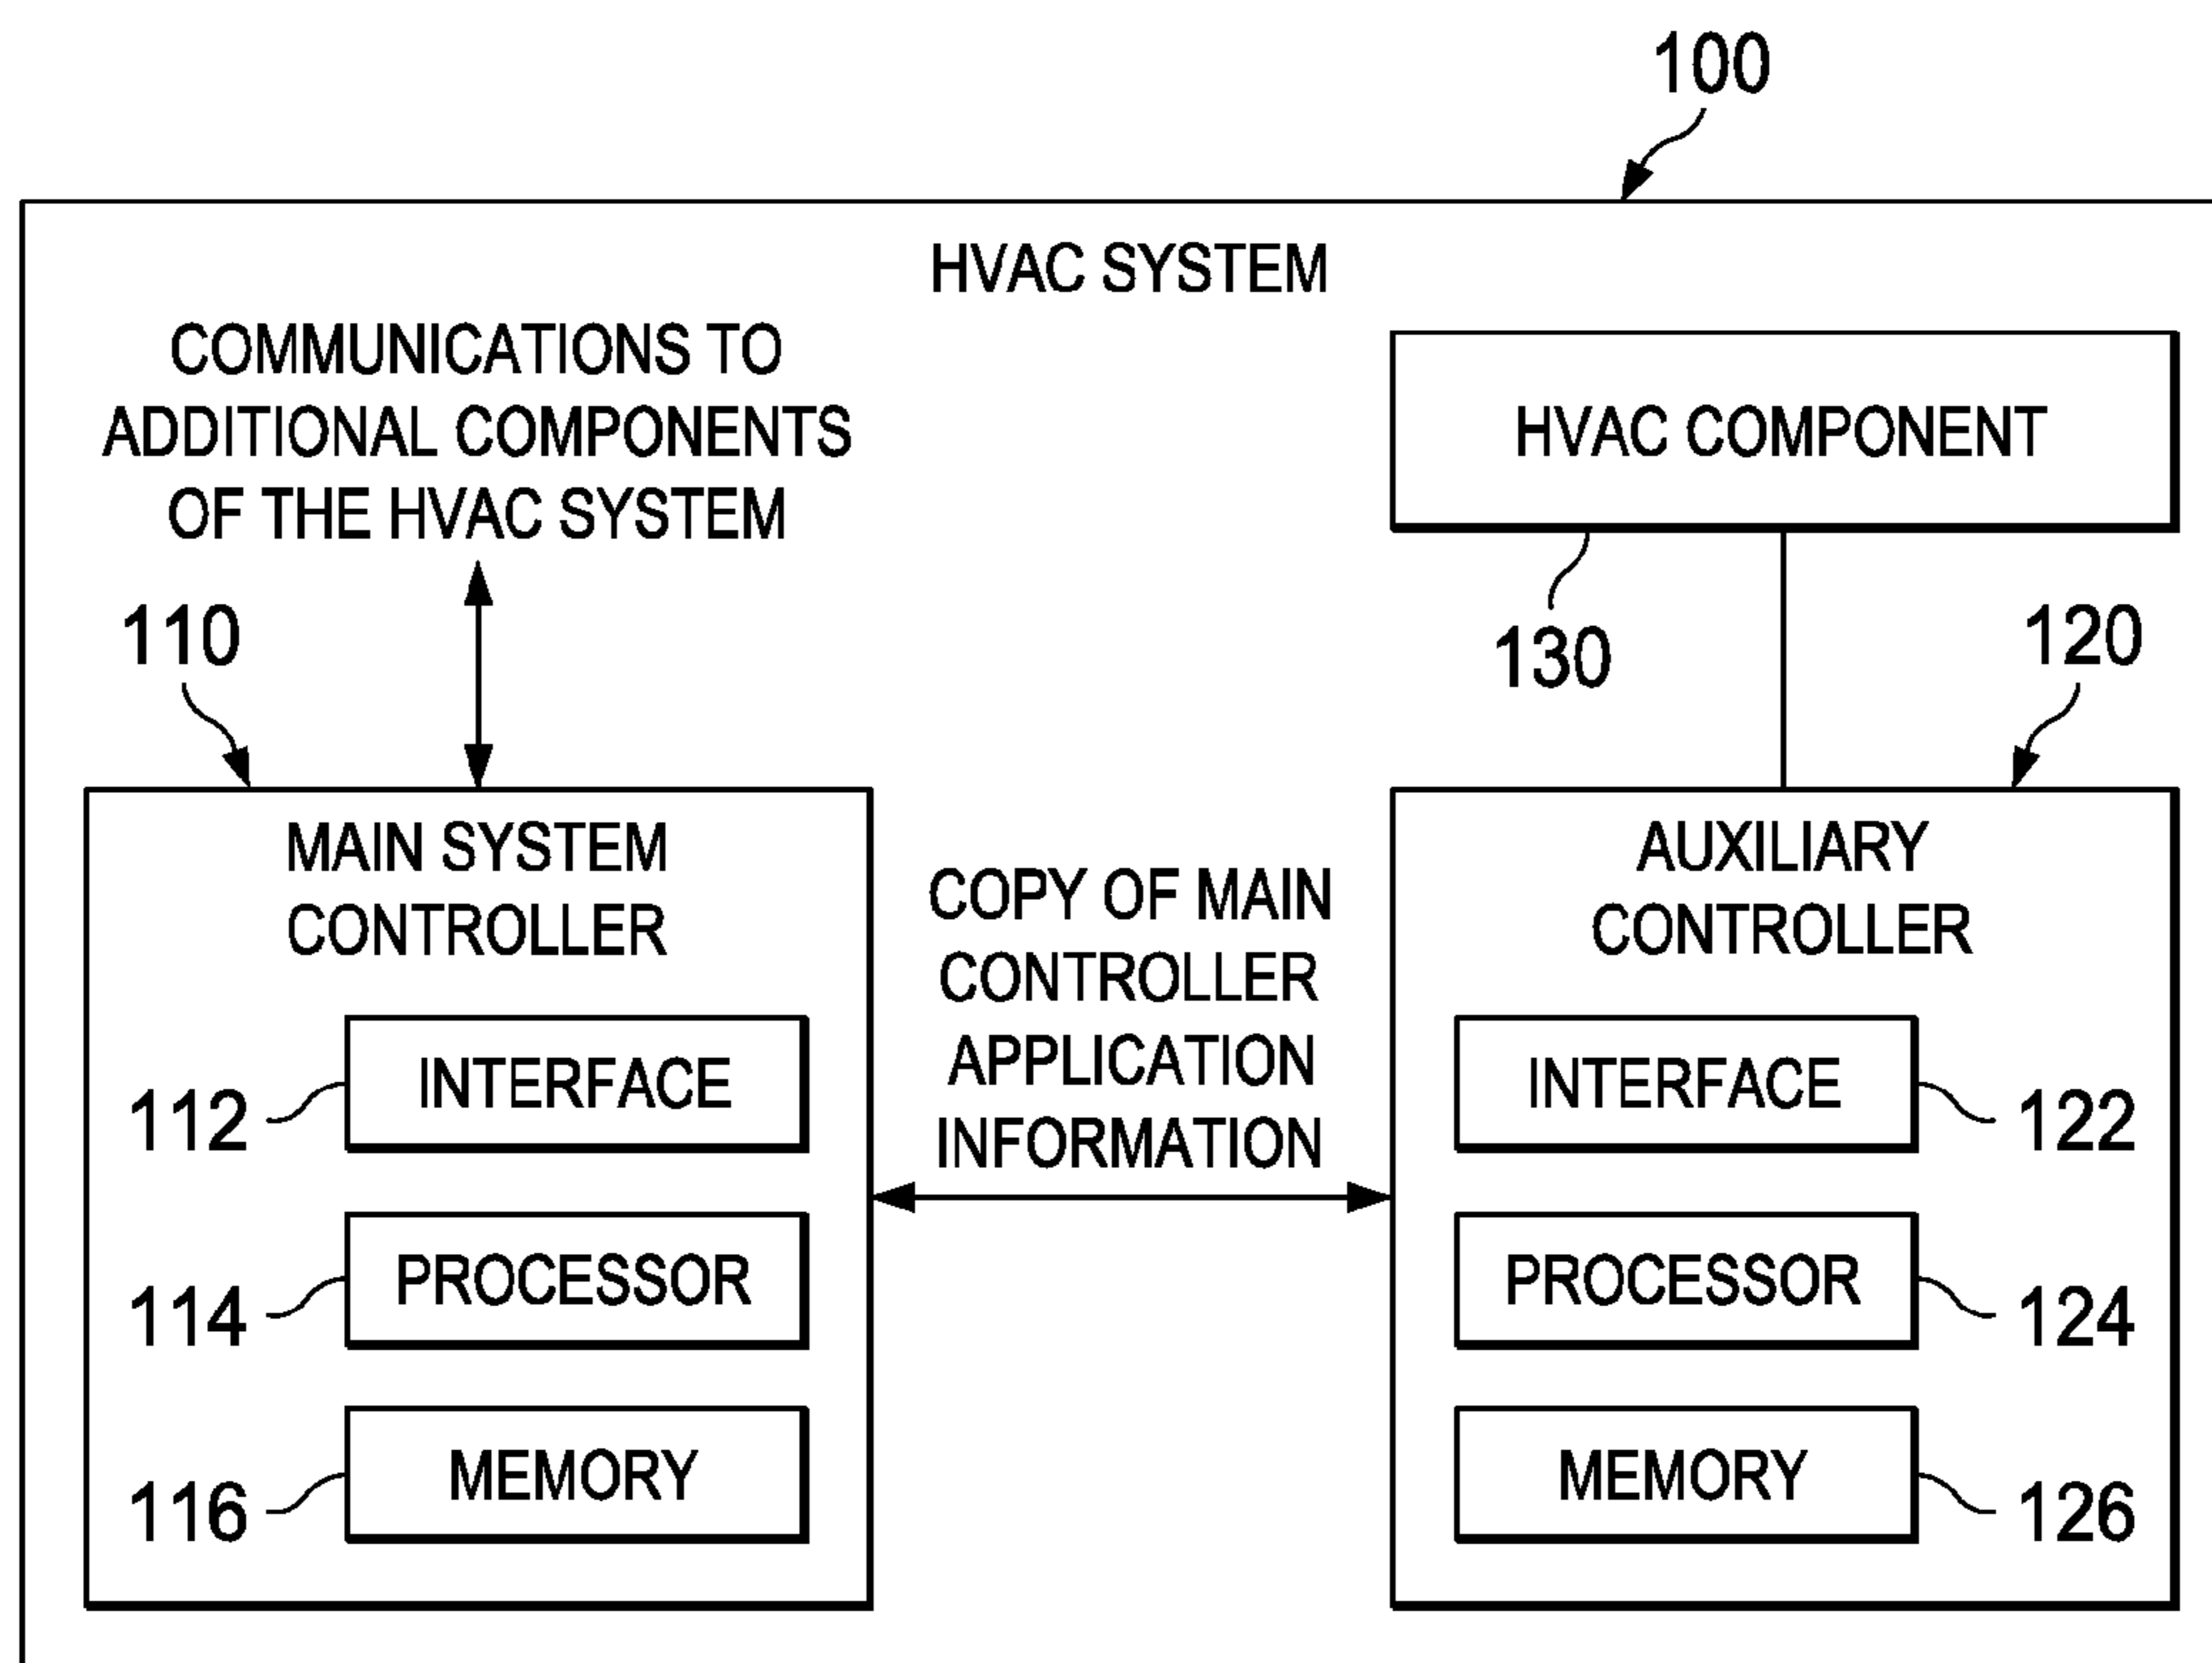 100
HVAC SYSTEM
COMMUNICATIONS TO
ADDITIONAL COMPONENTS
OF THE HVAC SYSTEM
HVAC COMPONENT
130
110
120
MAIN SYSTEM
CONTROLLER
112
INTERFACE
114
PROCESSOR
116
MEMORY
COPY OF MAIN
CONTROLLER
APPLICATION
INFORMATION
AUXILIARY
CONTROLLER
INTERFACE
122
PROCESSOR
124
MEMORY
126